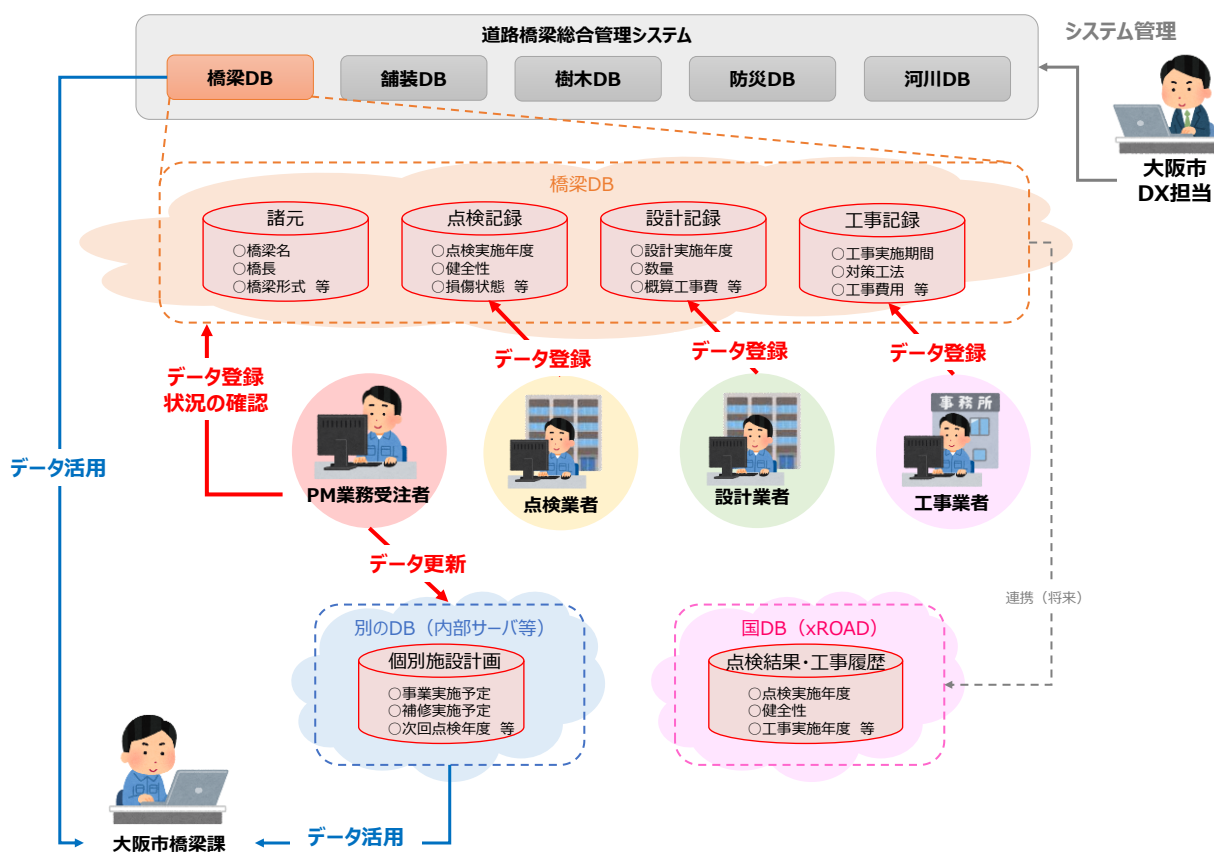 道路橋梁総合管理システム
システム管理
橋梁DB
舗装DB
樹木DB
防災DB
河川DB
大阪市
DX担当
橋梁DB
諸元
○橋梁名
○橋長
○橋梁形式 等
点検記録
○点検実施年度
○健全性
○損傷状態 等
設計記録
○設計実施年度
○数量
○概算工事費 等
工事記録
○工事実施期間
○対策工法
○工事費用 等
データ登録
状況の確認
データ登録
データ登録
データ登録
事務所
データ活用
PM業務受注者
点検業者
設計業者
工事業者
データ更新
連携（将来）
別のDB（内部サーバ等）
個別施設計画
○事業実施予定
○補修実施予定
○次回点検年度 等
国DB（xROAD）
点検結果・工事履歴
○点検実施年度
○健全性
○工事実施年度 等
大阪市橋梁課
データ活用